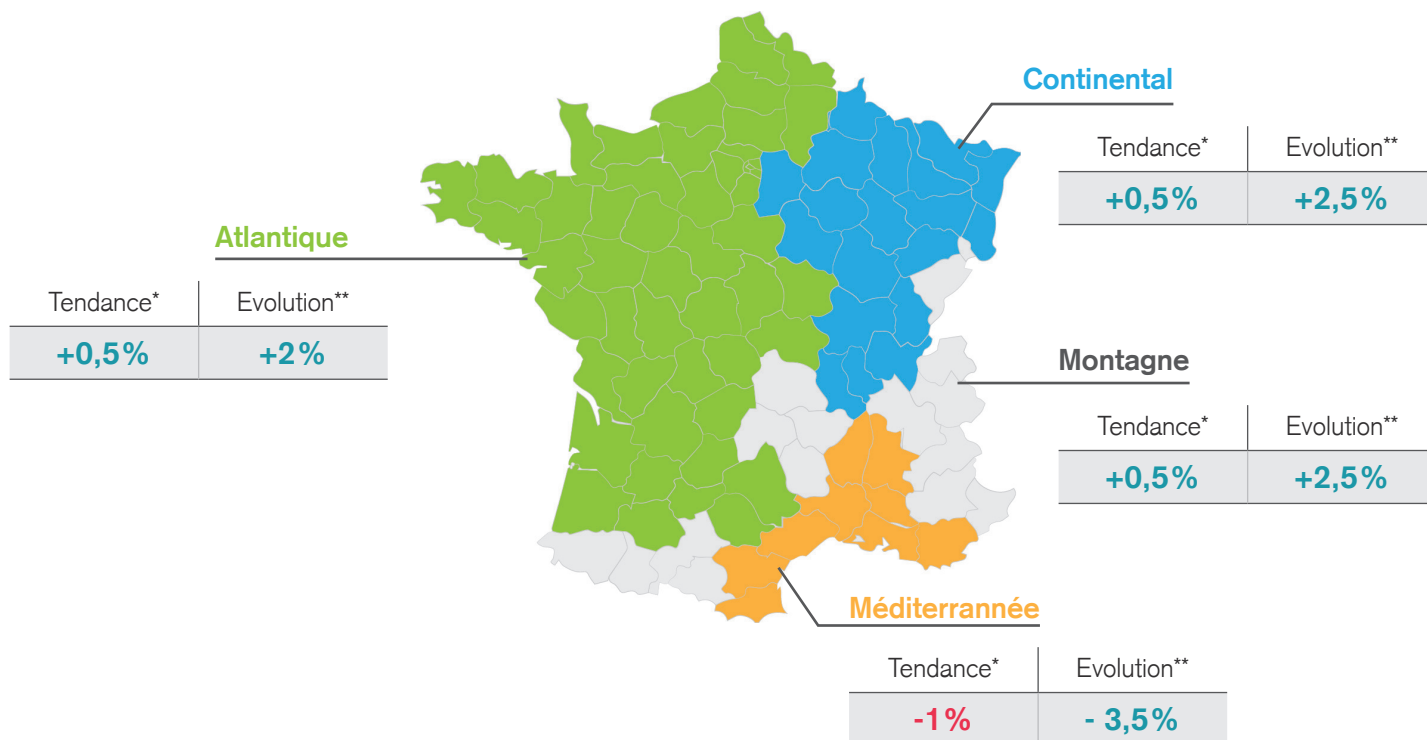 Continental
Tendance* Evolution**
+0,5% +2,5%
Atlantique
Tendance* Evolution**
+0,5% +2%
Montagne
Tendance* Evolution**
+0,5% +2,5%
Méditerrannée
Tendance* Evolution**
-1% - 3,5%